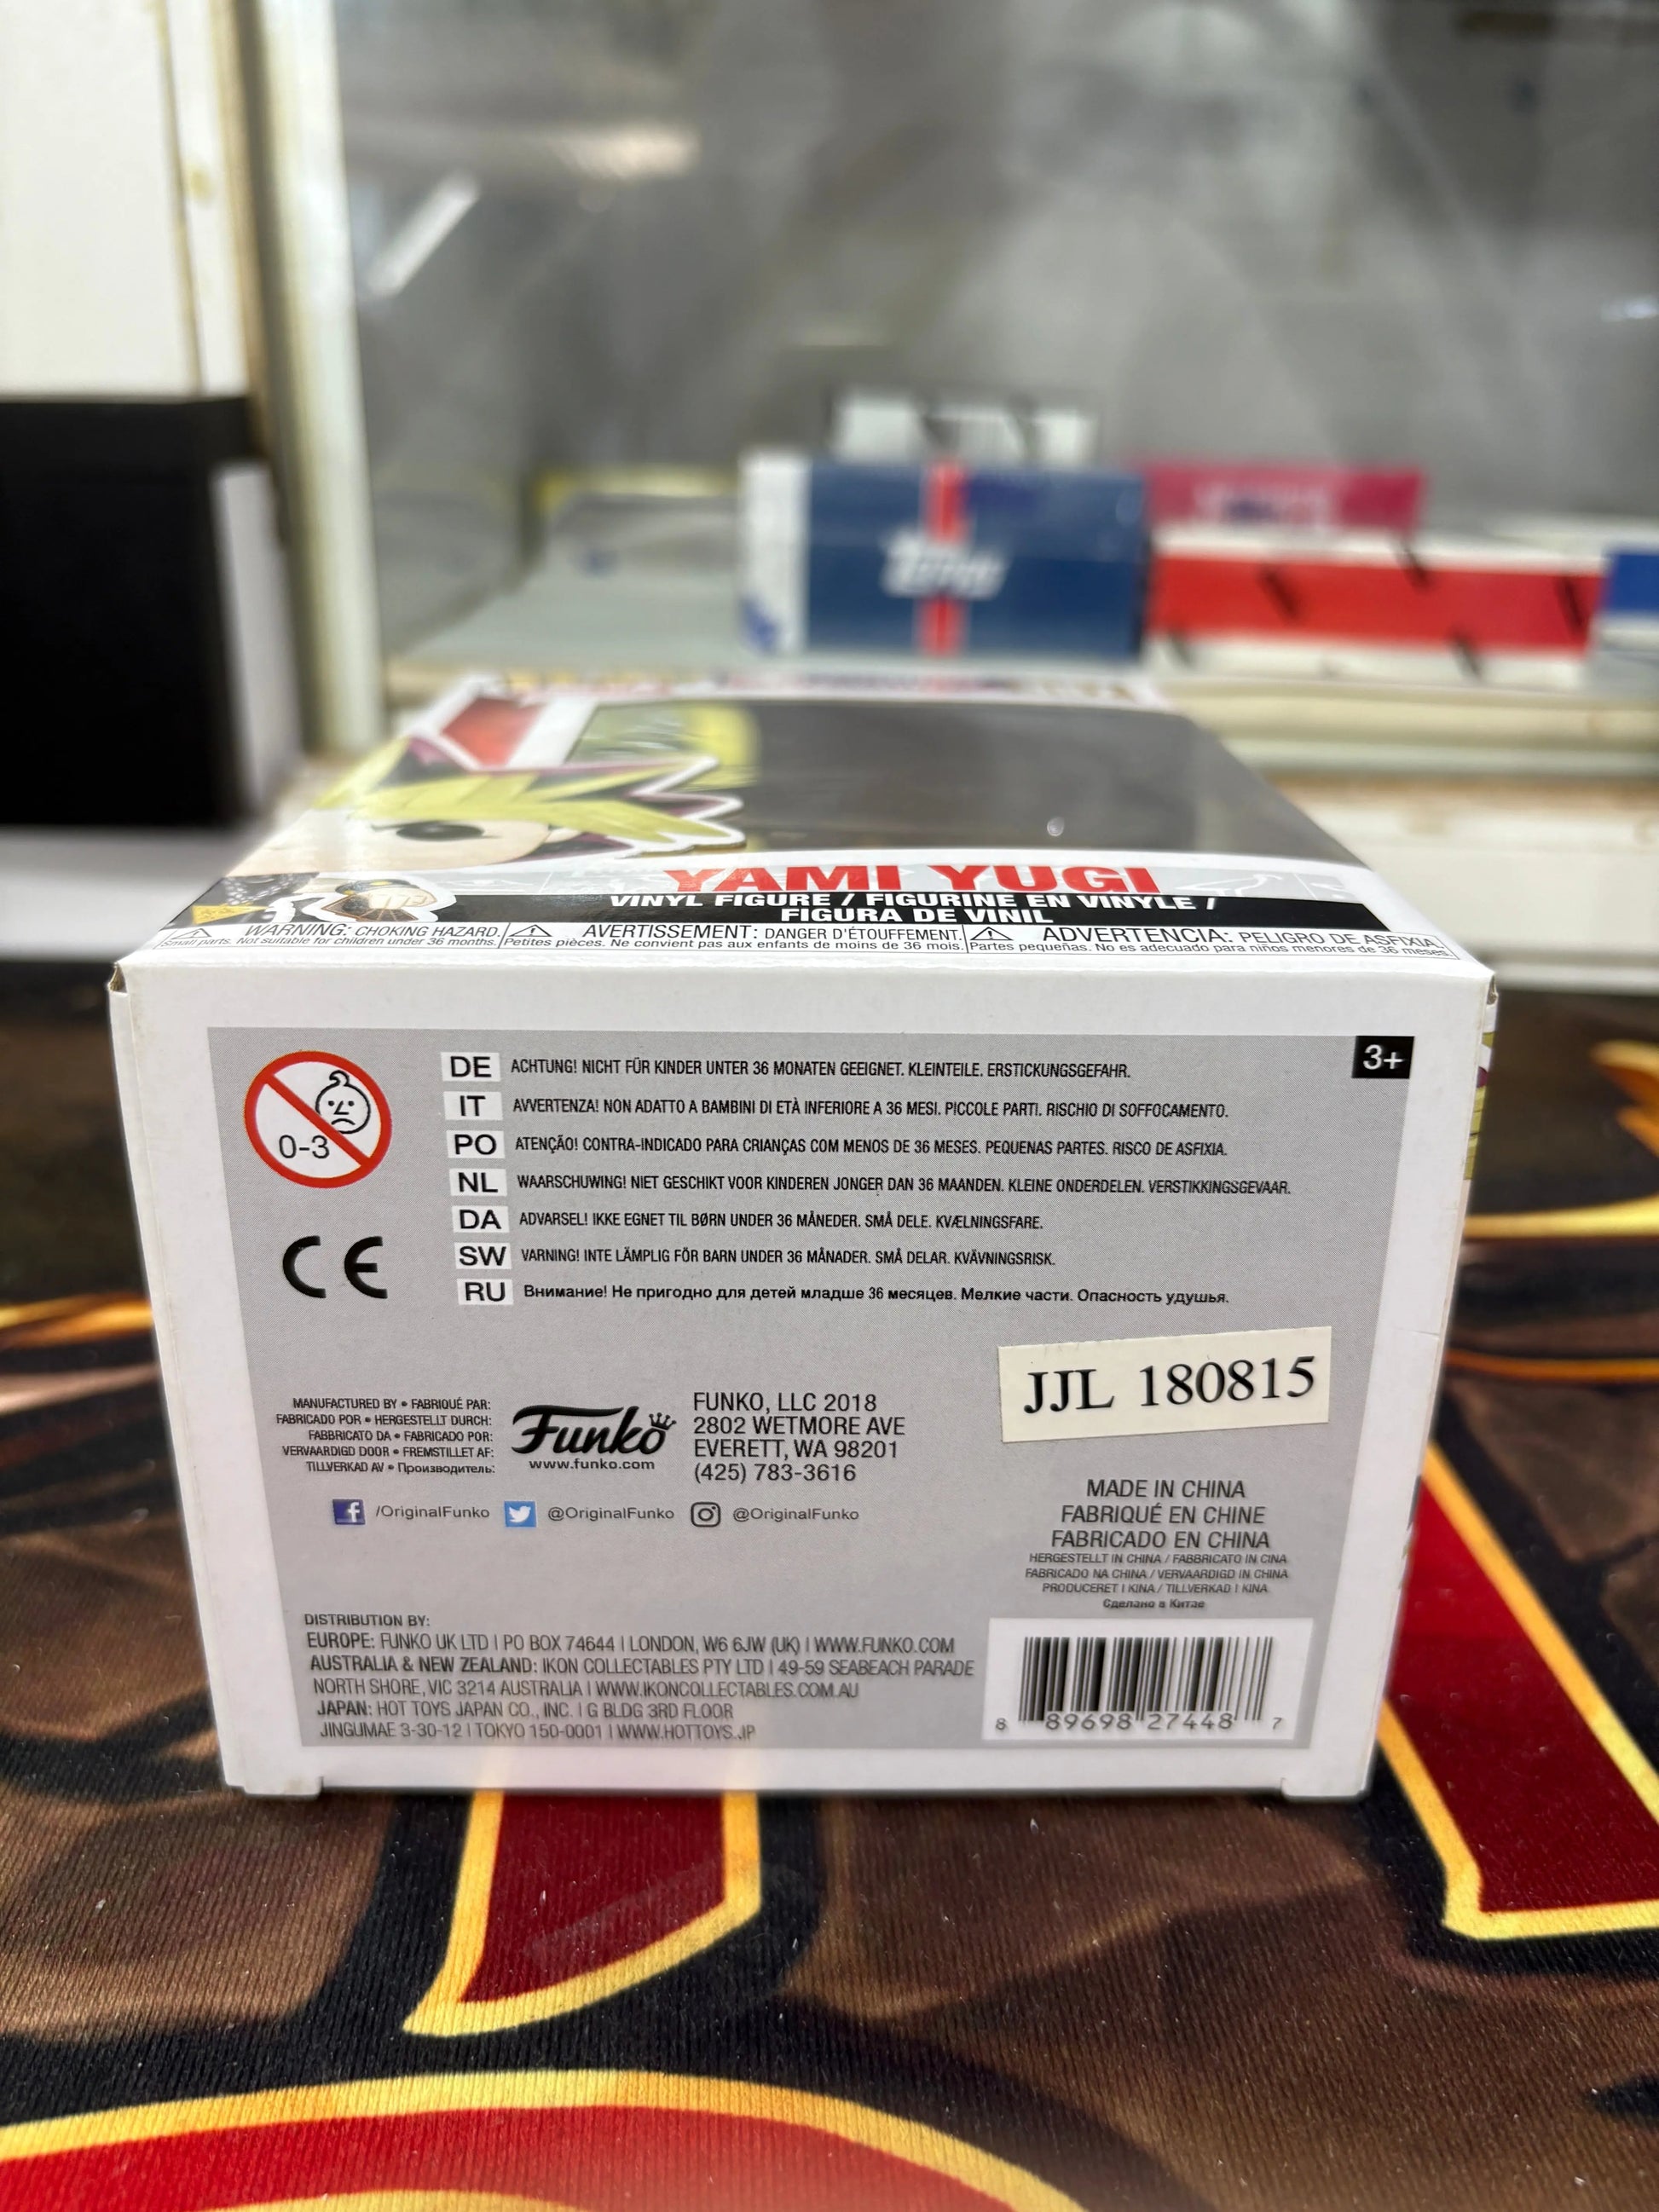 topps
YAMI YUGI
VINYL FIGURE / FIGURINE EN VINYLE /
FIGURA DE VINIL
WARNING: CHOKING HAZARD.
Small parts. Not suitable for children under 36 months.
AVERTISSEMENT: DANGER D'ÉTOUFFEMENT.
Petites pièces. Ne convient pas aux enfants de moins de 36 mois.
ADVERTENCIA: PELIGRO DE ASFIXIA.
Partes pequeñas. No es adecuado para niños menores de 36 meses.
3+
0-3
DE ACHTUNG! NICHT FÜR KINDER UNTER 36 MONATEN GEEIGNET. KLEINTEILE. ERSTICKUNGSGEFAHR.
IT AVVERTENZA! NON ADATTO A BAMBINI DI ETÀ INFERIORE A 36 MESI. PICCOLE PARTI. RISCHIO DI SOFFOCAMENTO.
PO ATENÇÃO! CONTRA-INDICADO PARA CRIANÇAS COM MENOS DE 36 MESES. PEQUENAS PARTES. RISCO DE ASFIXIA.
NL WAARSCHUWING! NIET GESCHIKT VOOR KINDEREN JONGER DAN 36 MAANDEN. KLEINE ONDERDELEN. VERSTIKKINGSGEVAAR.
DA ADVARSEL! IKKE EGNET TIL BØRN UNDER 36 MÅNEDER. SMÅ DELE. KVÆLNINGSFARE.
SW VARNING! INTE LÄMPLIG FÖR BARN UNDER 36 MÅNADER. SMÅ DELAR. KVÄVNINGSRISK.
RU Внимание! Не пригодно для детей младше 36 месяцев. Мелкие части. Опасность удушья.
CE
JJL 180815
MANUFACTURED BY • FABRIQUÉ PAR:
FABRICADO POR • HERGESTELLT DURCH:
FABBRICATO DA • FABRICADO POR:
VERVAARDIGD DOOR • FREMSTILLET AF:
TILLVERKAD AV • Производитель:
Funko
www.funko.com
FUNKO, LLC 2018
2802 WETMORE AVE
EVERETT, WA 98201
(425) 783-3616
/OriginalFunko @OriginalFunko @OriginalFunko
MADE IN CHINA
FABRIQUÉ EN CHINE
FABRICADO EN CHINA
HERGESTELLT IN CHINA / FABBRICATO IN CINA
FABRICADO NA CHINA / VERVAARDIGD IN CHINA
PRODUCERET I KINA / TILLVERKAD I KINA
Сделано в Китае
DISTRIBUTION BY:
EUROPE: FUNKO UK LTD | PO BOX 74644 | LONDON, W6 6JW (UK) | WWW.FUNKO.COM
AUSTRALIA & NEW ZEALAND: IKON COLLECTABLES PTY LTD | 49-59 SEABEACH PARADE
NORTH SHORE, VIC 3214 AUSTRALIA | WWW.IKONCOLLECTABLES.COM.AU
JAPAN: HOT TOYS JAPAN CO., INC. | G BLDG 3RD FLOOR
JINGUMAE 3-30-12 | TOKYO 150-0001 | WWW.HOTTOYS.JP
8 89698 27448 7